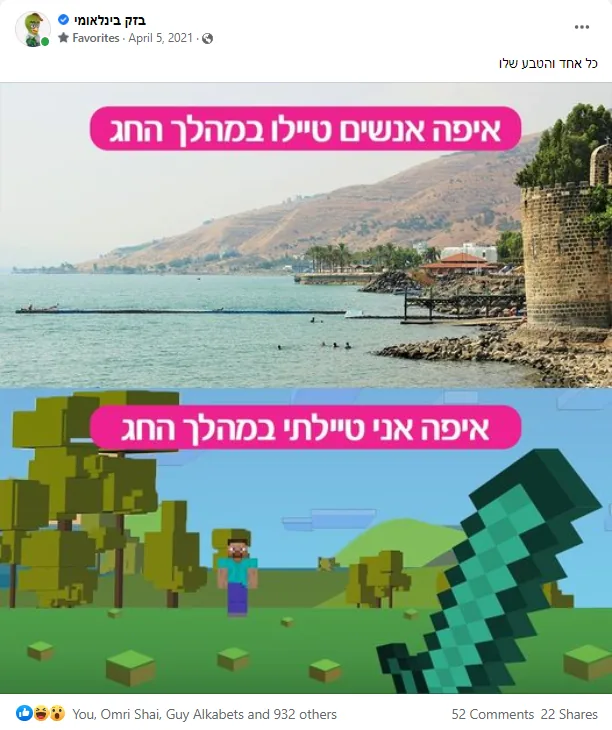 בזק בינלאומי
Favorites · April 5, 2021 ·
כל אחד והטבע שלו
איפה אנשים טיילו במהלך החג
איפה אני טיילתי במהלך החג
You, Omri Shai, Guy Alkabets and 932 others
52 Comments 22 Shares